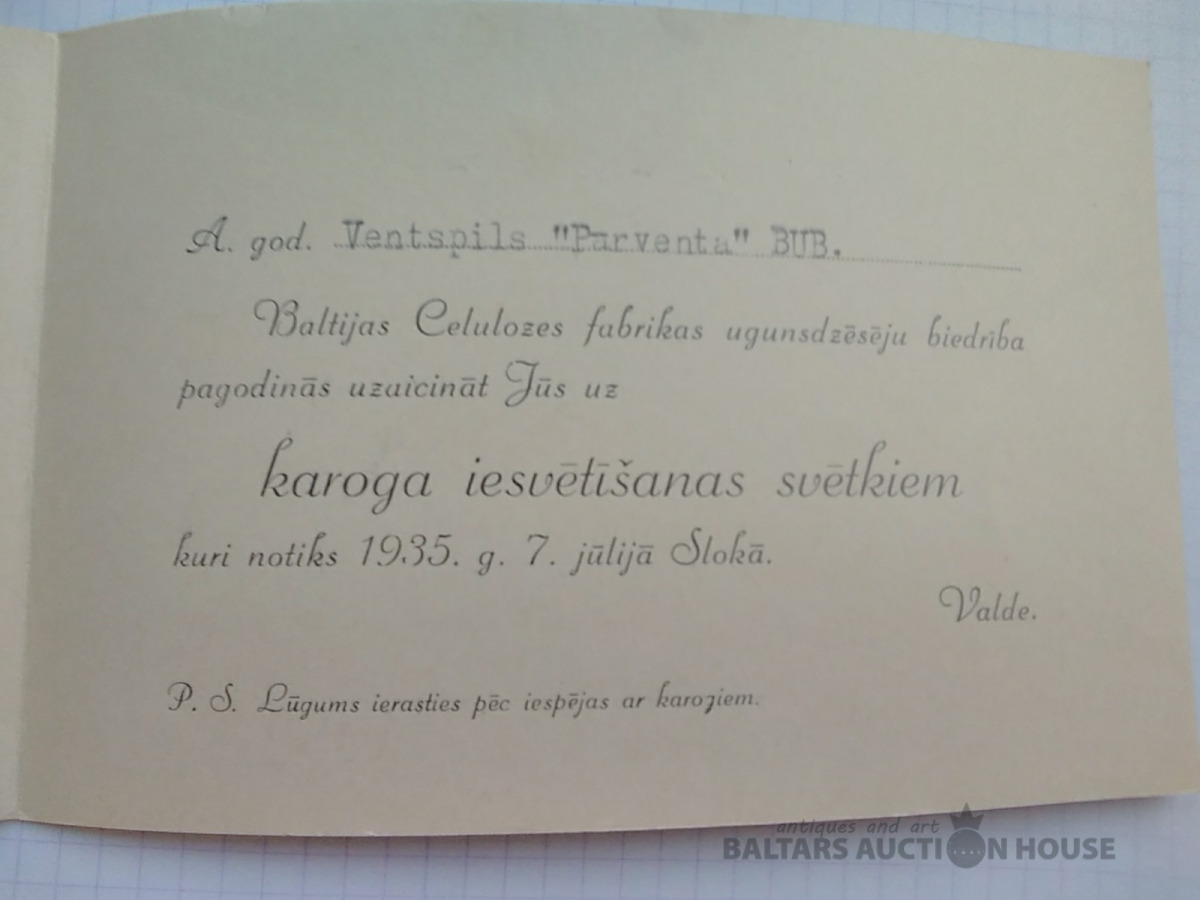 A. god. Ventspils "Pārventa" BUB.
Baltijas Celulozes fabrikas ugunsdzēsēju biedrība
pagodinās uzaicināt Jūs uz
karoga iesvētīšanas svētkiem
kuri notiks 1935. g. 7. jūlijā Slokā.
Valde.
P. S. Lūgums ierasties pēc iespējas ar karogiem.
antiques and art
BALTARS AUCTION HOUSE